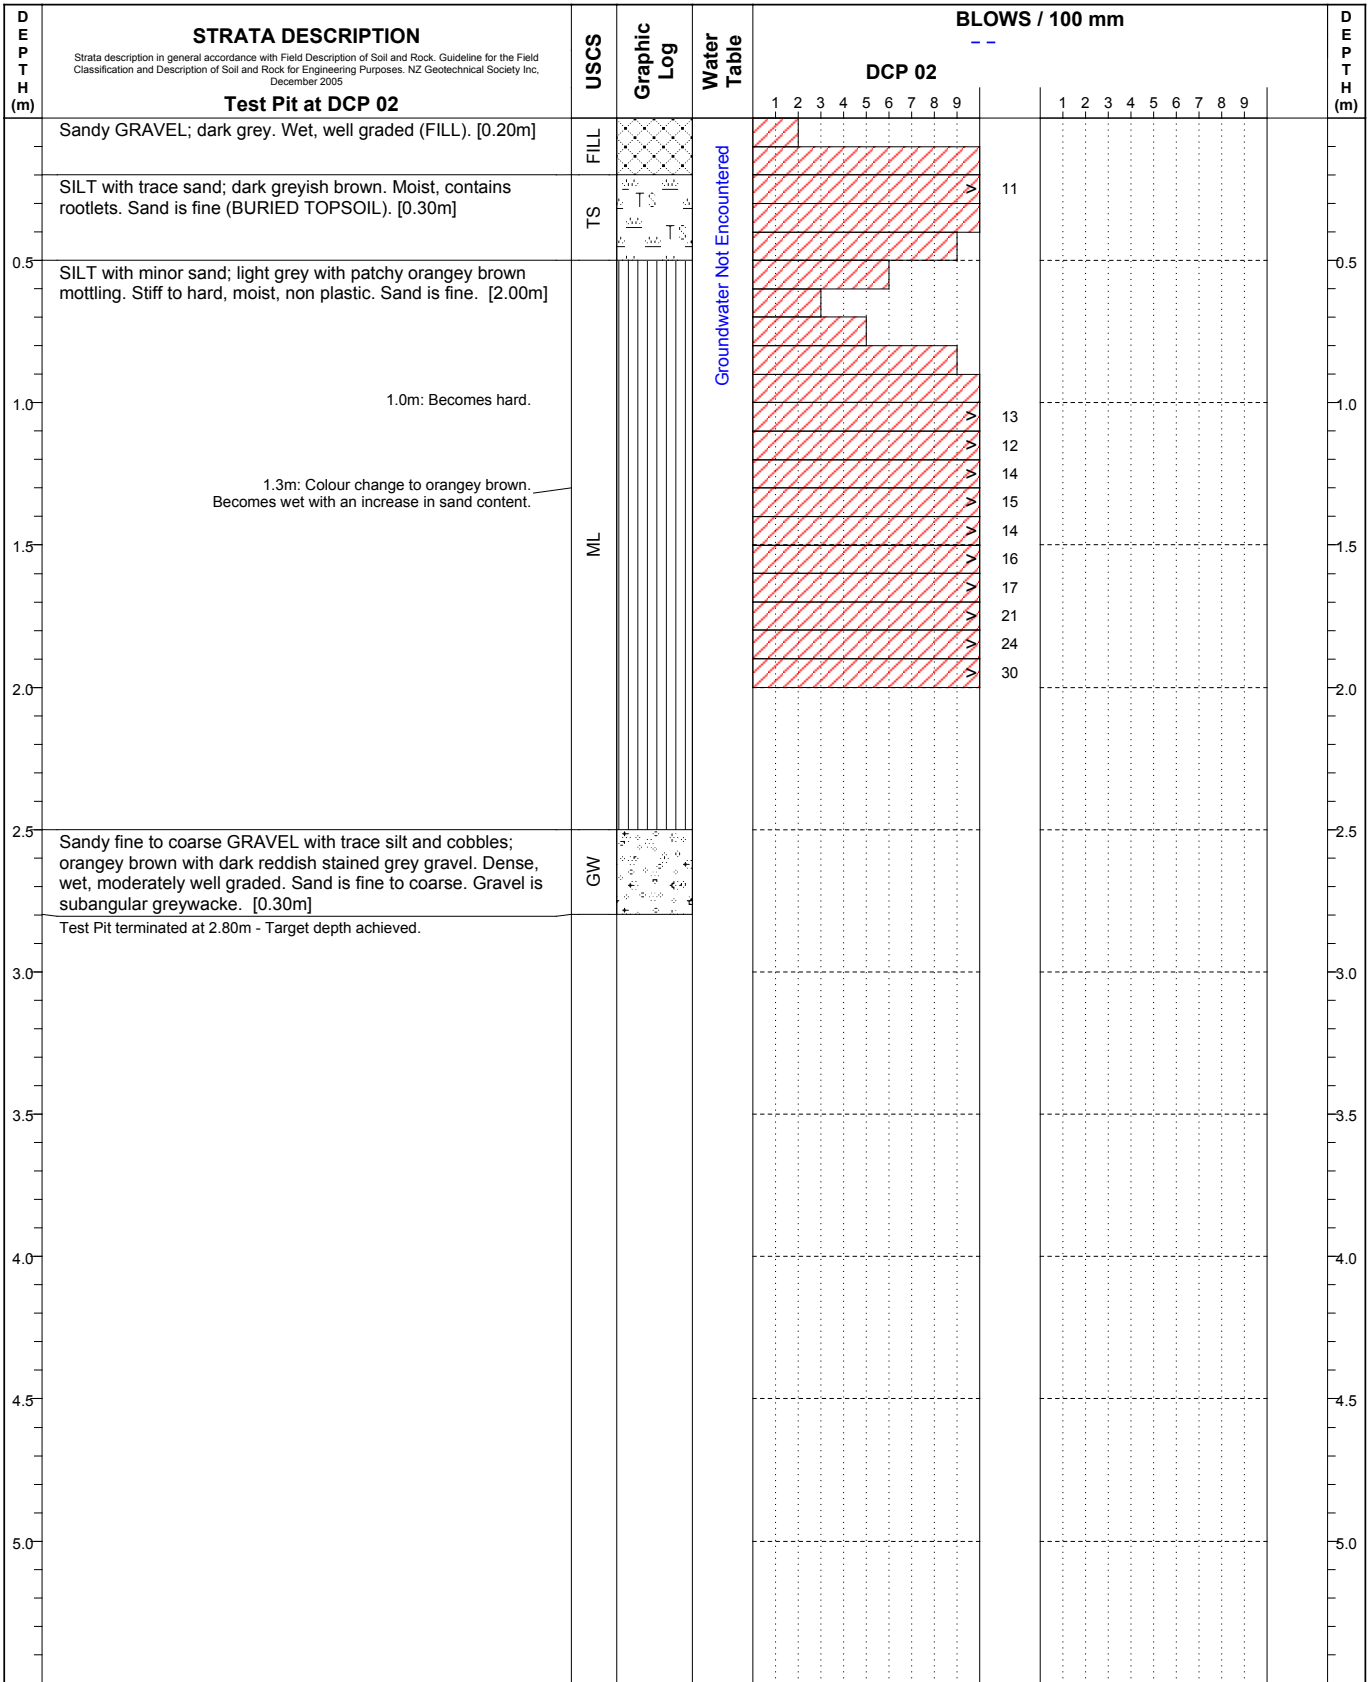 DEPTH (m)
STRATA DESCRIPTION
Strata description in general accordance with Field Description of Soil and Rock. Guideline for the Field
Classification and Description of Soil and Rock for Engineering Purposes. NZ Geotechnical Society Inc,
December 2005
Test Pit at DCP 02
USCS
Graphic Log
Water Table
BLOWS / 100 mm
DCP 02
1 2 3 4 5 6 7 8 9
1 2 3 4 5 6 7 8 9
DEPTH (m)
Sandy GRAVEL; dark grey. Wet, well graded (FILL). [0.20m]
FILL
SILT with trace sand; dark greyish brown. Moist, contains
rootlets. Sand is fine (BURIED TOPSOIL). [0.30m]
TS
TS
TS
Groundwater Not Encountered
> 11
0.5
0.5
SILT with minor sand; light grey with patchy orangey brown
mottling. Stiff to hard, moist, non plastic. Sand is fine. [2.00m]
1.0m: Becomes hard.
1.0
1.0
> 13
> 12
> 14
1.3m: Colour change to orangey brown.
Becomes wet with an increase in sand content.
> 15
> 14
ML
1.5
1.5
> 16
> 17
> 21
> 24
> 30
2.0
2.0
2.5
2.5
Sandy fine to coarse GRAVEL with trace silt and cobbles;
orangey brown with dark reddish stained grey gravel. Dense,
wet, moderately well graded. Sand is fine to coarse. Gravel is
subangular greywacke. [0.30m]
GW
Test Pit terminated at 2.80m - Target depth achieved.
3.0
3.0
3.5
3.5
4.0
4.0
4.5
4.5
5.0
5.0